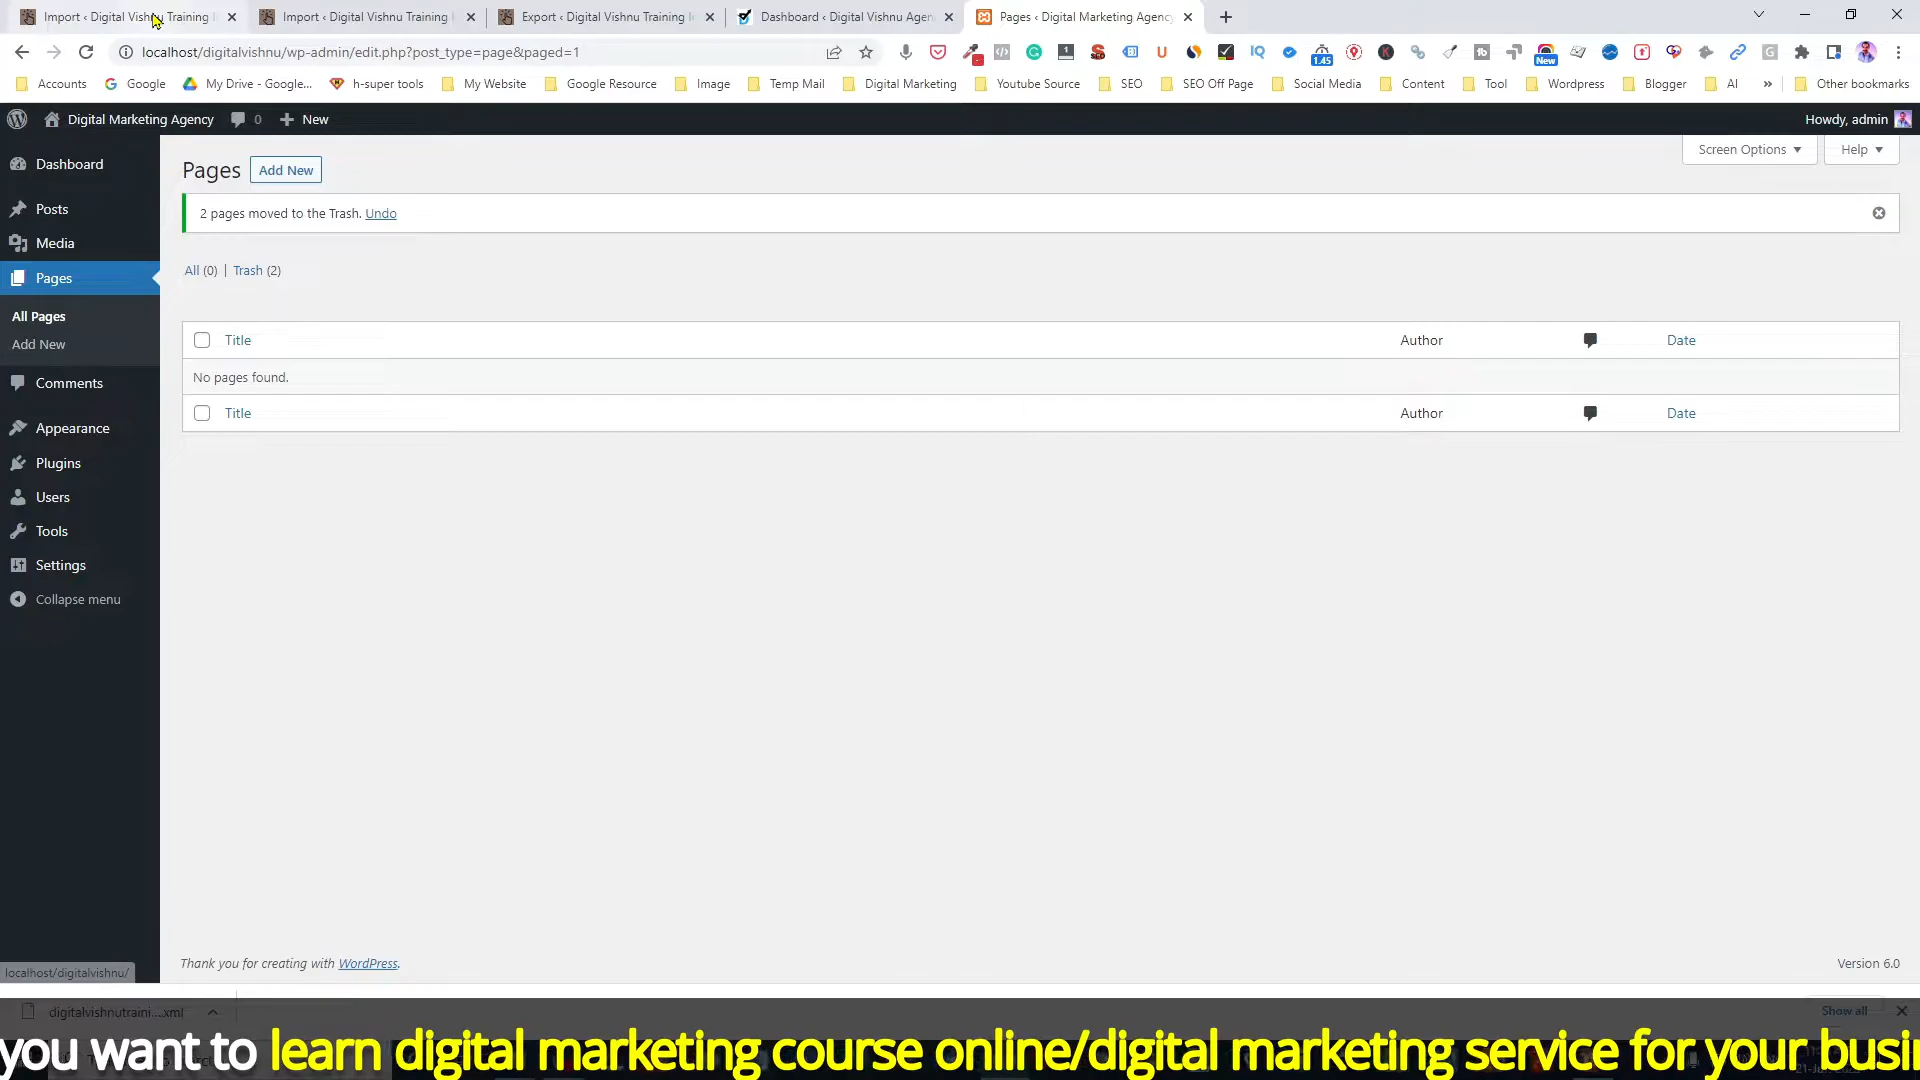 Import ‹ Digital Vishnu Training I
Import ‹ Digital Vishnu Training I
Export ‹ Digital Vishnu Training I
Dashboard ‹ Digital Vishnu Agen
Pages ‹ Digital Marketing Agency
localhost/digitalvishnu/wp-admin/edit.php?post_type=page&paged=1
1.45
New
Accounts
Google
My Drive - Google...
h-super tools
My Website
Google Resource
Image
Temp Mail
Digital Marketing
Youtube Source
SEO
SEO Off Page
Social Media
Content
Tool
Wordpress
Blogger
AI
»
Other bookmarks
Digital Marketing Agency
0
New
Howdy, admin
Dashboard
Posts
Media
Pages
All Pages
Add New
Comments
Appearance
Plugins
Users
Tools
Settings
Collapse menu
Screen Options
Help
Pages
Add New
2 pages moved to the Trash. Undo
All (0) | Trash (2)
Title Author Date
No pages found.
Title Author Date
Thank you for creating with WordPress.
Version 6.0
localhost/digitalvishnu/
digitalvishnutraini....xml
Show all
you want to learn digital marketing course online/digital marketing service for your busi